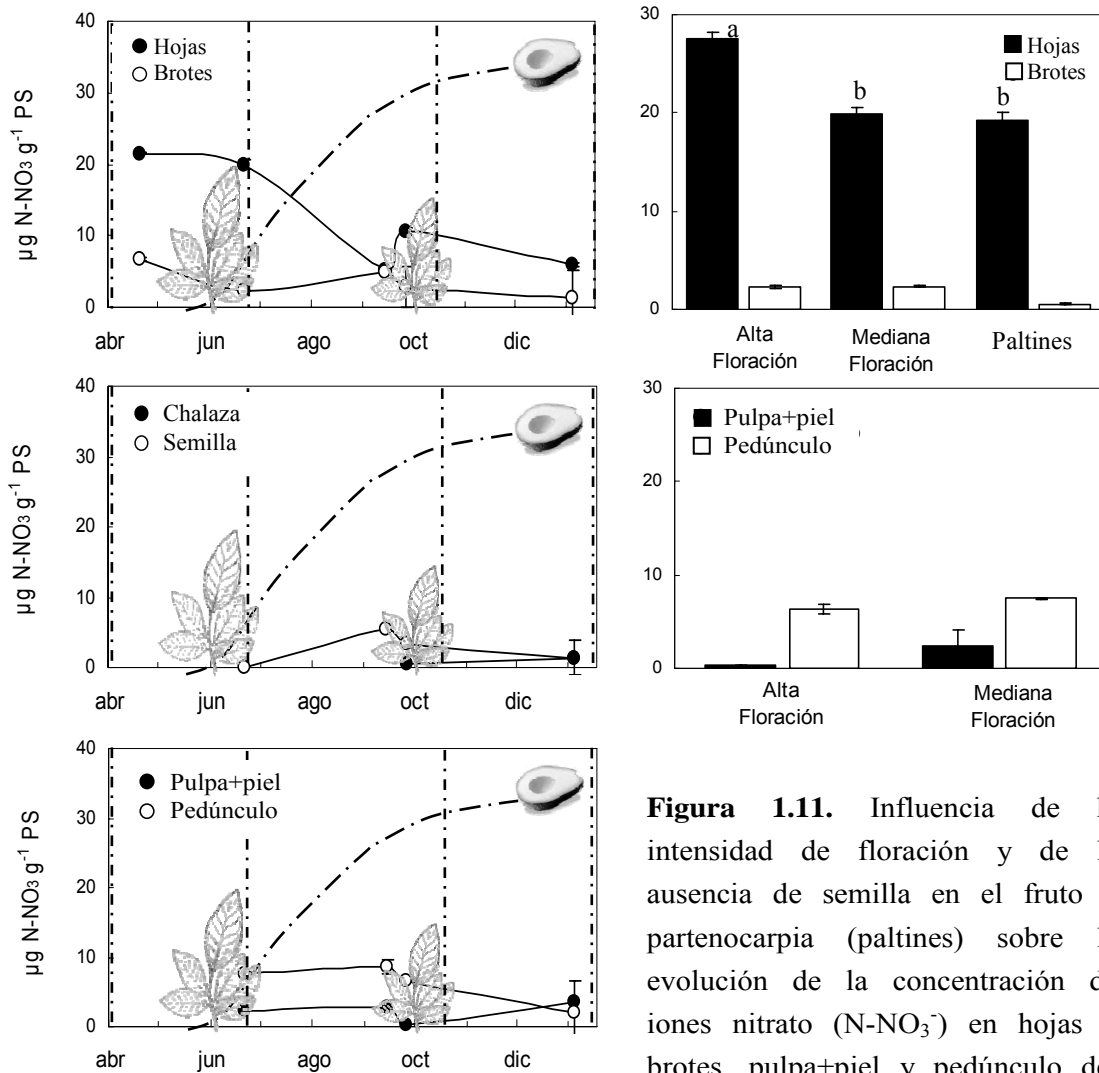 40
30
20
10
0
µg N-NO3 g-1 PS
Hojas
Brotes
abr jun ago oct dic
30
20
10
0
a
b
b
Hojas
Brotes
Alta Floración
Mediana Floración
Paltines
40
30
20
10
0
µg N-NO3 g-1 PS
Chalaza
Semilla
abr jun ago oct dic
30
20
10
0
Pulpa+piel
Pedúnculo
Alta Floración
Mediana Floración
40
30
20
10
0
µg N-NO3 g-1 PS
Pulpa+piel
Pedúnculo
abr jun ago oct dic
Figura 1.11. Influencia de
intensidad de floración y de
ausencia de semilla en el fruto
partenocarpia (paltines) sobre
evolución de la concentración
iones nitrato (N-NO3-) en hojas
brotes, pulpa+piel y pedúnculo